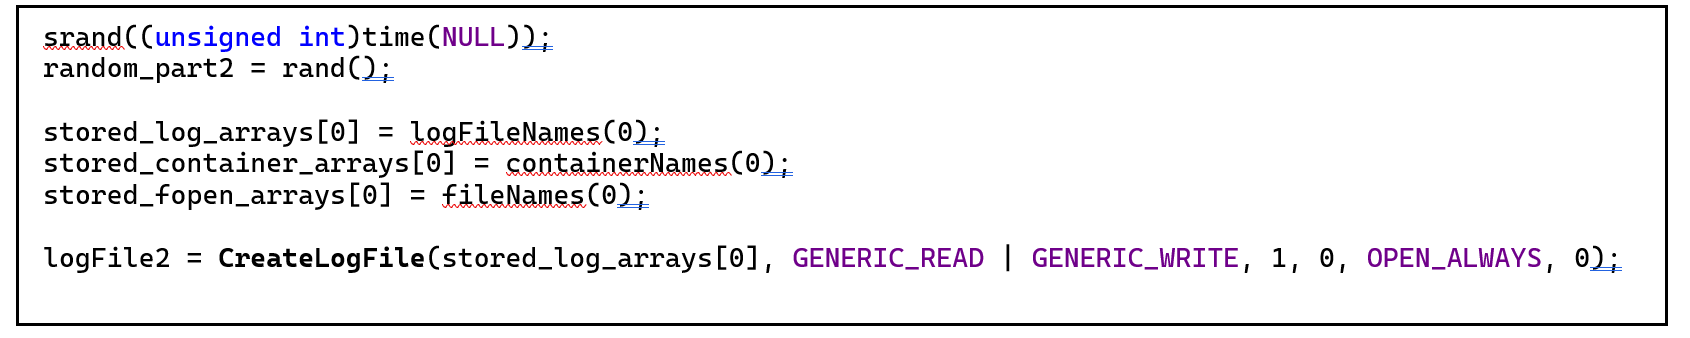 srand((unsigned int)time(NULL));
random_part2 = rand();
stored_log_arrays[0] = logFileNames(0);
stored_container_arrays[0] = containerNames(0);
stored_fopen_arrays[0] = fileNames(0);
logFile2 = CreateLogFile(stored_log_arrays[0], GENERIC_READ | GENERIC_WRITE, 1, 0, OPEN_ALWAYS, 0);